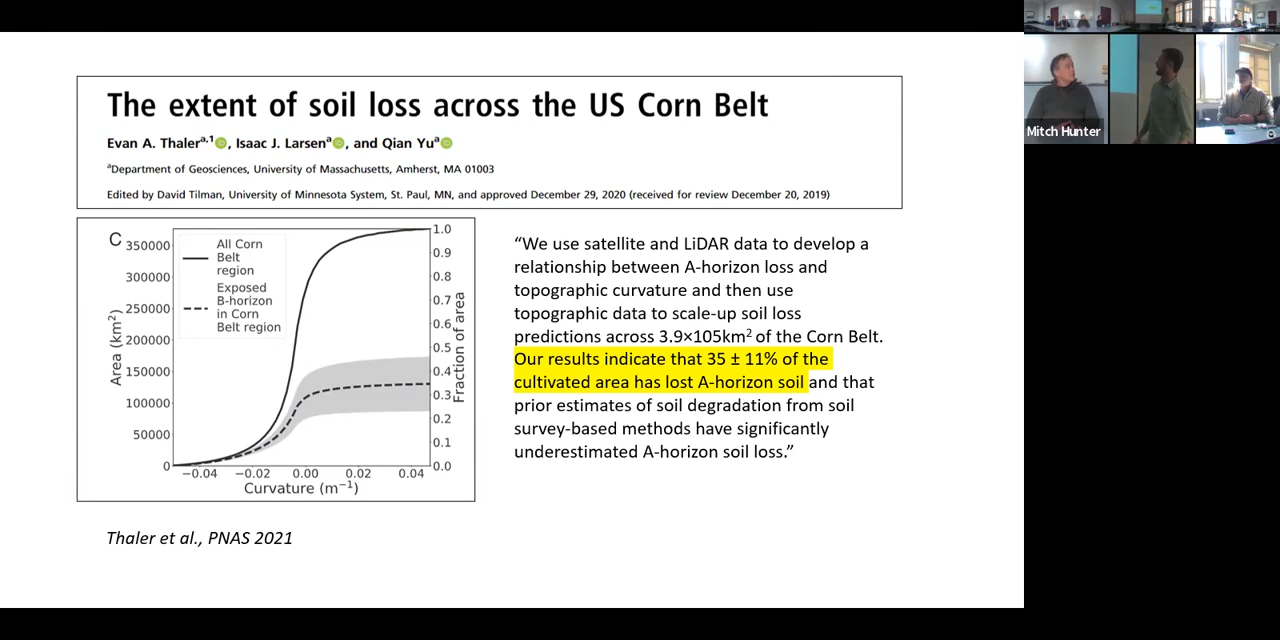 The extent of soil loss across the US Corn Belt
Evan A. Thalerᵃ,¹, Isaac J. Larsenᵃ, and Qian Yuᵃ
ᵃDepartment of Geosciences, University of Massachusetts, Amherst, MA 01003
Edited by David Tilman, University of Minnesota System, St. Paul, MN, and approved December 29, 2020 (received for review December 20, 2019)
C
All Corn
Belt
region
Exposed
B-horizon
in Corn
Belt region
Area (km²)
350000
300000
250000
200000
150000
100000
50000
0
1.0
0.9
0.8
0.7
0.6
0.5
0.4
0.3
0.2
0.1
0.0
Fraction of area
−0.04 −0.02 0.00 0.02 0.04
Curvature (m⁻¹)
“We use satellite and LiDAR data to develop a
relationship between A-horizon loss and
topographic curvature and then use
topographic data to scale-up soil loss
predictions across 3.9×105km² of the Corn Belt.
Our results indicate that 35 ± 11% of the
cultivated area has lost A-horizon soil and that
prior estimates of soil degradation from soil
survey-based methods have significantly
underestimated A-horizon soil loss.”
Thaler et al., PNAS 2021
Mitch Hunter